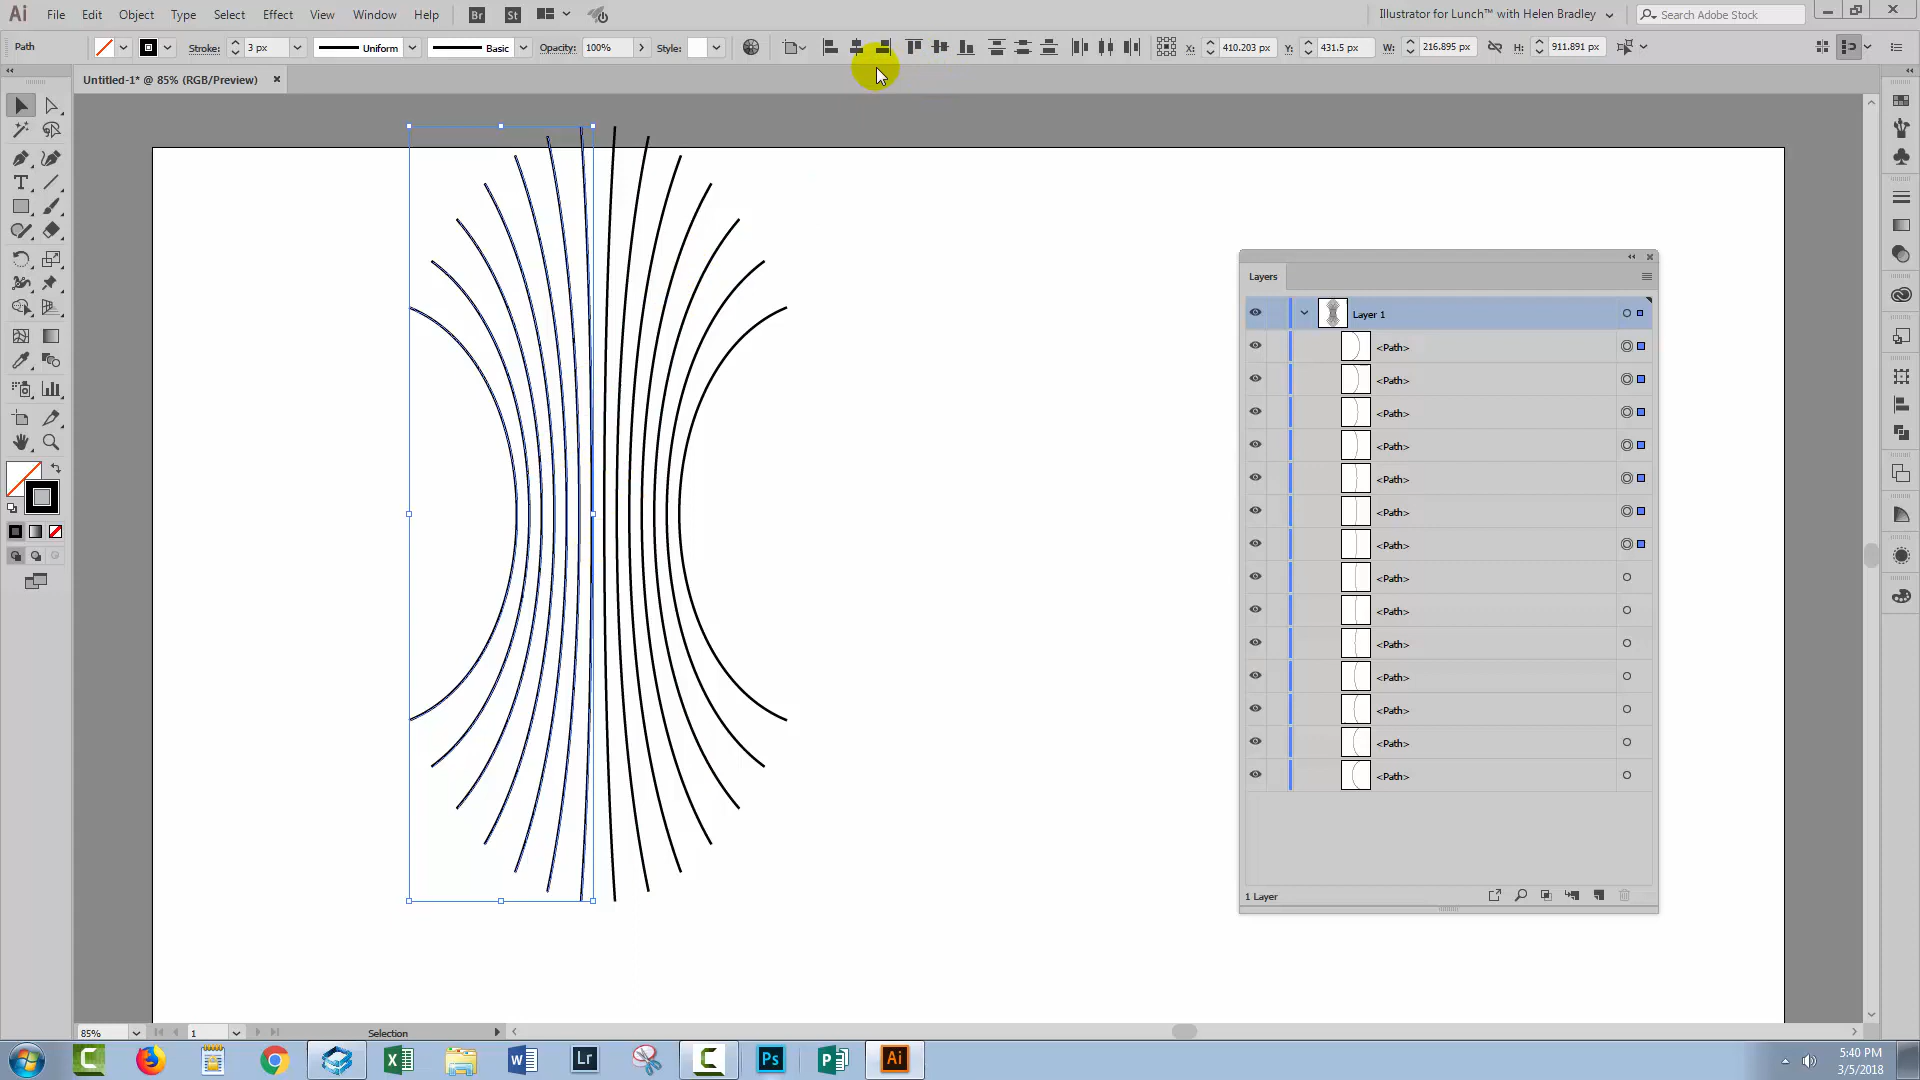 Ai File Edit Object Type Select Effect View Window Help Br St Illustrator for Lunch™ with Helen Bradley Search Adobe Stock
Path Stroke: 3 px Uniform Basic Opacity: 100% Style: X: 410.203 px Y: 431.5 px W: 216.895 px H: 911.891 px
Untitled-1* @ 85% (RGB/Preview)
Layers
Layer 1
<Path>
<Path>
<Path>
<Path>
<Path>
<Path>
<Path>
<Path>
<Path>
<Path>
<Path>
<Path>
<Path>
<Path>
1 Layer
85% 1 Selection
C X W Lr C Ps P Ai 5:40 PM
3/5/2018